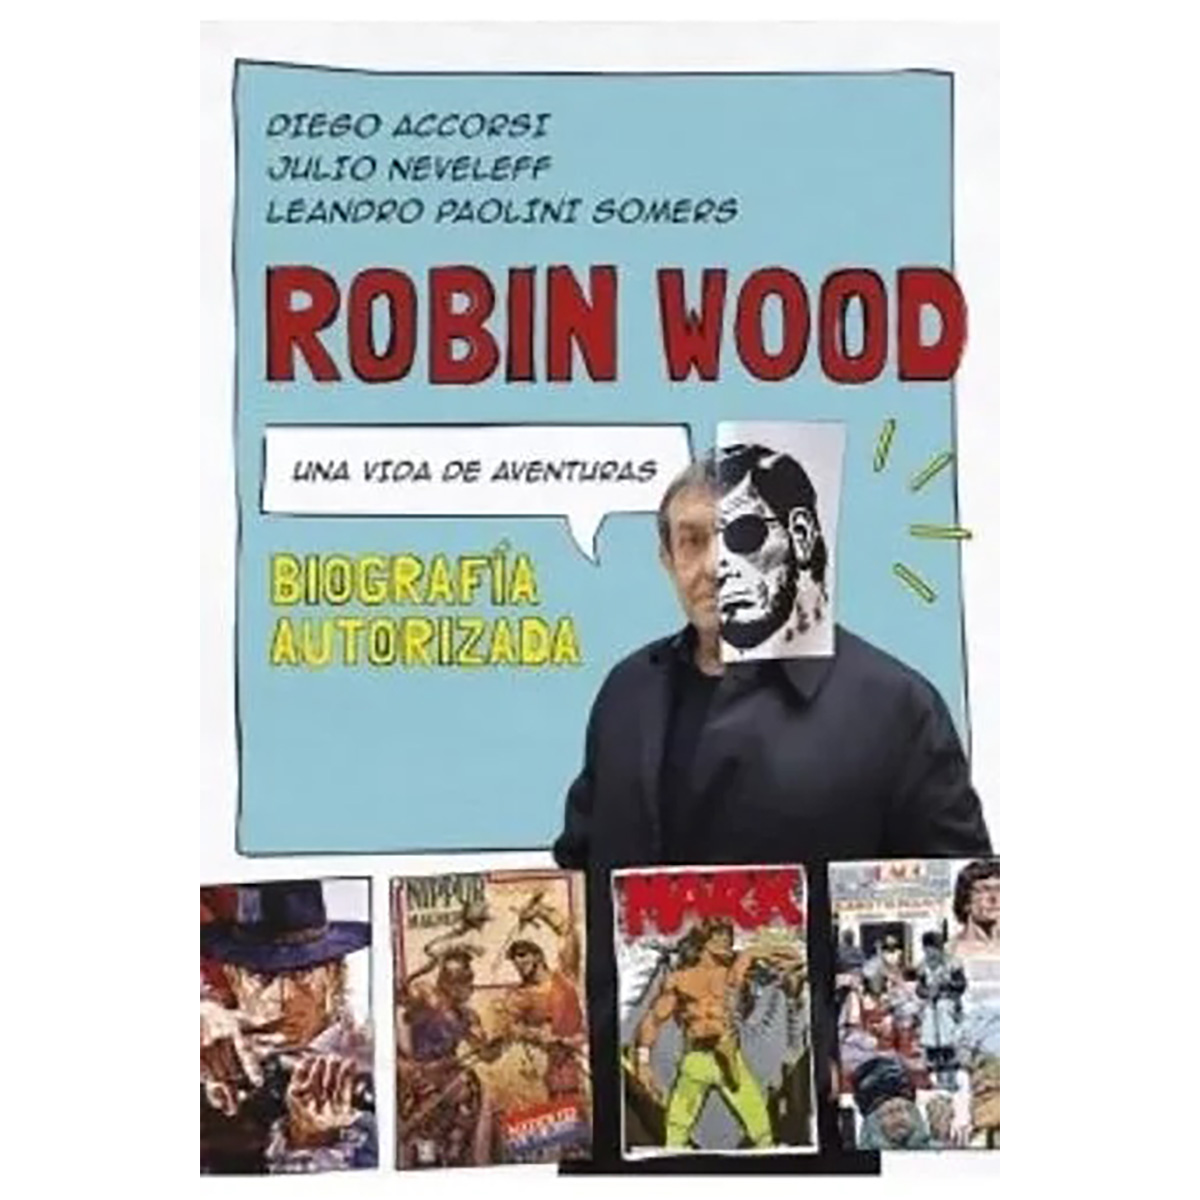 DIEGO ACCORSI
JULIO NEVELEFF
LEANDRO PAOLINI SOMERS
ROBIN WOOD
UNA VIDA DE AVENTURAS
BIOGRAFÍA
AUTORIZADA
NIPPUR
MARK